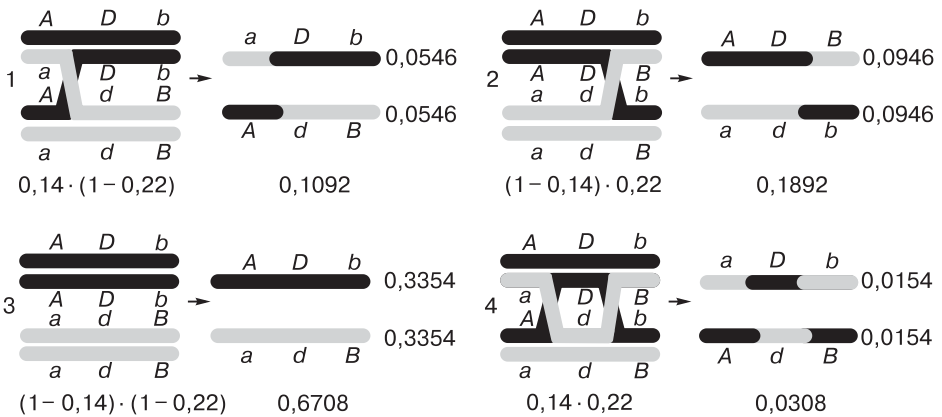 1
A D b
a D b
A d B
a d B
0,14 · (1 – 0,22)
a D b
0,0546
0,0546
A d B
0,1092
2
A D b
A D B
a d b
a d B
(1 – 0,14) · 0,22
A D B
0,0946
0,0946
a d b
0,1892
3
A D b
A D b
a d B
a d B
(1 – 0,14) · (1 – 0,22)
A D b
0,3354
0,3354
a d B
0,6708
4
A D b
a D B
A d b
a d B
0,14 · 0,22
a D b
0,0154
0,0154
A d B
0,0308